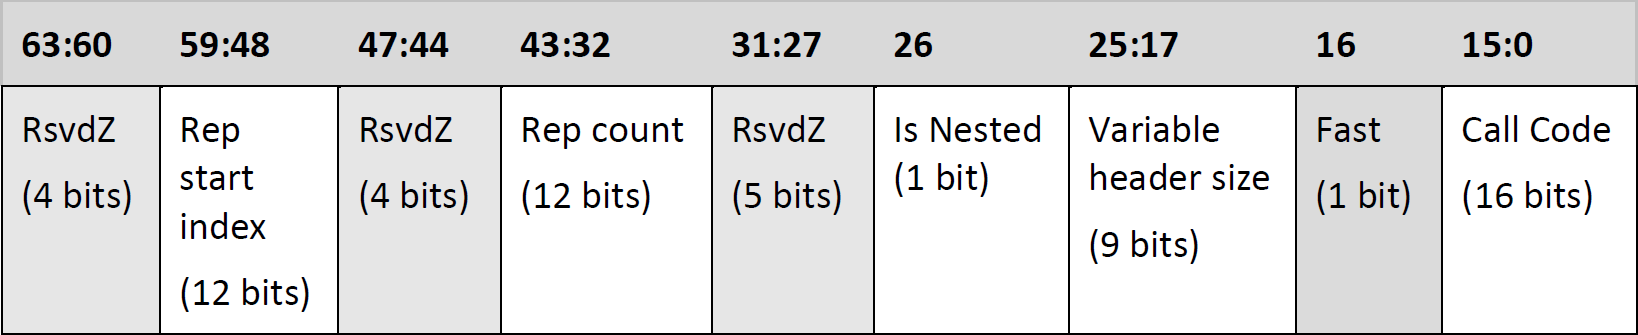 63:60 59:48 47:44 43:32 31:27 26 25:17 16 15:0
RsvdZ
(4 bits)
Rep
start
index
(12 bits)
RsvdZ
(4 bits)
Rep count
(12 bits)
RsvdZ
(5 bits)
Is Nested
(1 bit)
Variable
header size
(9 bits)
Fast
(1 bit)
Call Code
(16 bits)